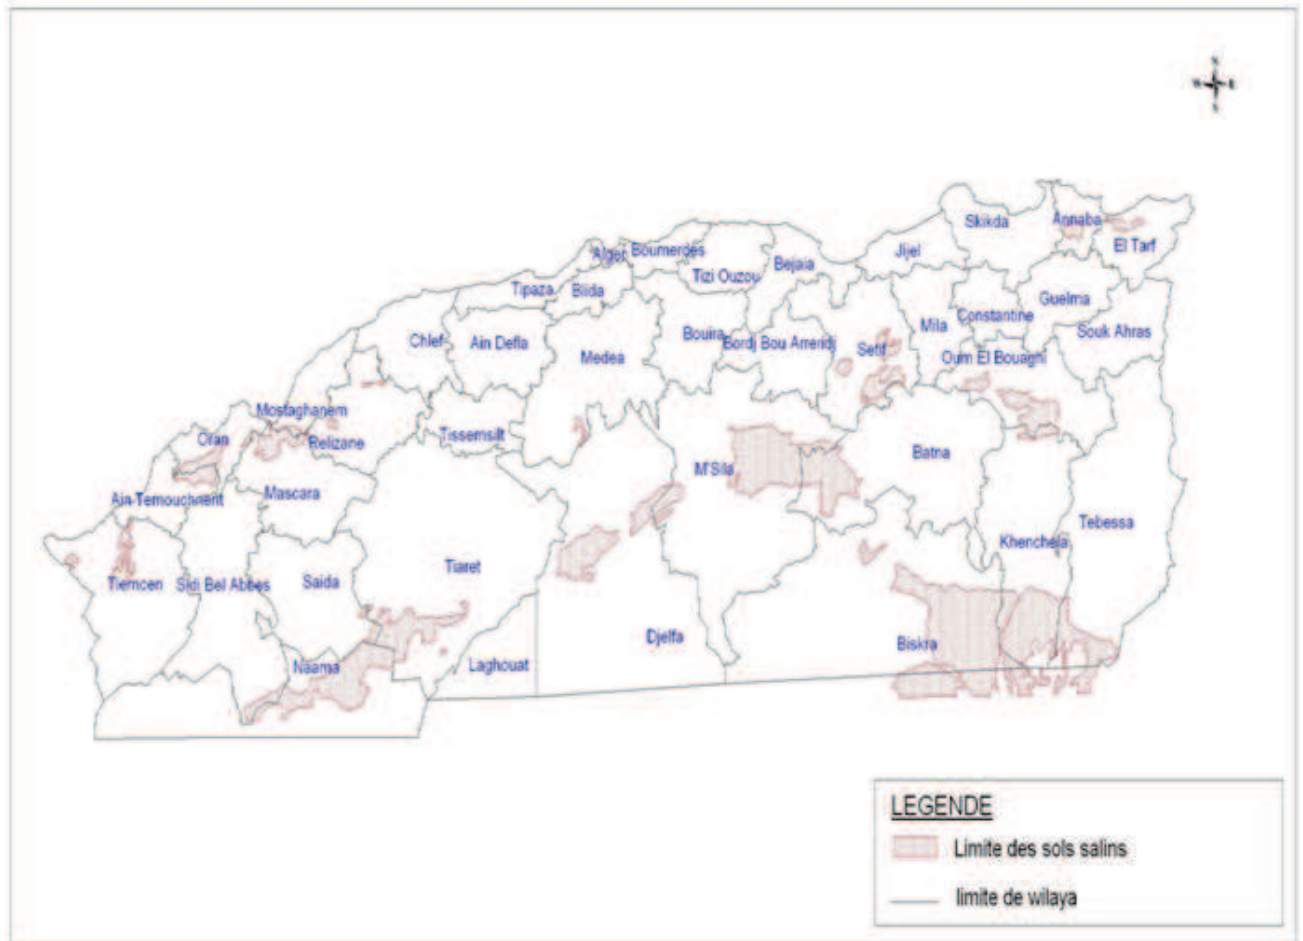 N
W E
S
Skikda
Annaba
El Tarf
Jijel
Alger
Boumerdes
Tizi Ouzou
Bejaia
Tipaza
Blida
Guelma
Constantine
Mila
Souk Ahras
Chlef
Ain Defla
Medea
Bouira
Bordj Bou Arreridj
Setif
Oum El Bouaghi
Mostaghanem
Oran
Relizane
Tissemsilt
M'Sila
Batna
Ain-Temouchnent
Mascara
Tebessa
Khenchela
Tlemcen
Sidi Bel Abbes
Saida
Tiaret
Djelfa
Biskra
Naama
Laghouat
LEGENDE
Limite des sols salins
limite de wilaya